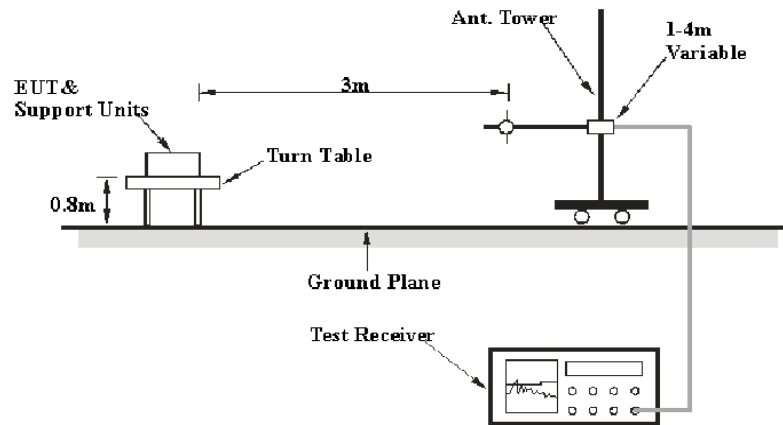 Ant. Tower
1-4m
Variable
EUT&
Support Units
3m
Turn Table
0.8m
Ground Plane
Test Receiver